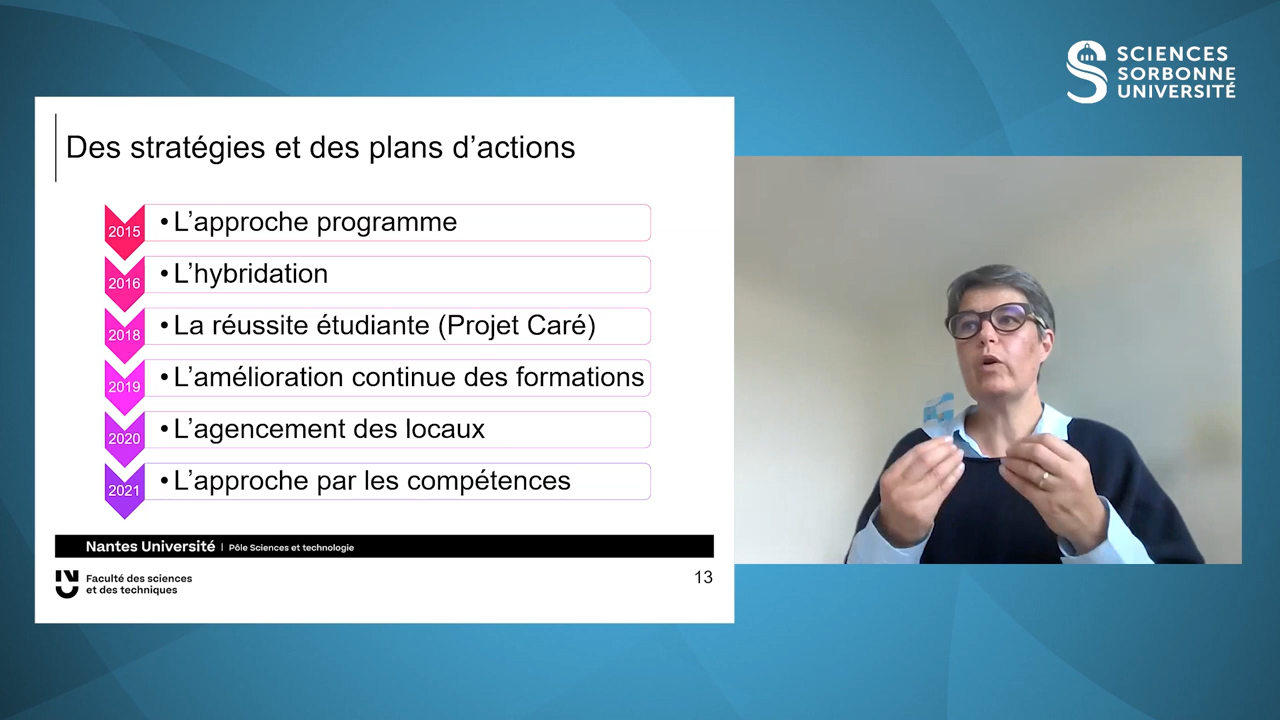 SCIENCES
SORBONNE
UNIVERSITÉ
Des stratégies et des plans d’actions
2015
• L’approche programme
2016
• L’hybridation
2018
• La réussite étudiante (Projet Caré)
2019
• L’amélioration continue des formations
2020
• L’agencement des locaux
2021
• L’approche par les compétences
Nantes Université | Pôle Sciences et technologie
Faculté des sciences
et des techniques
13